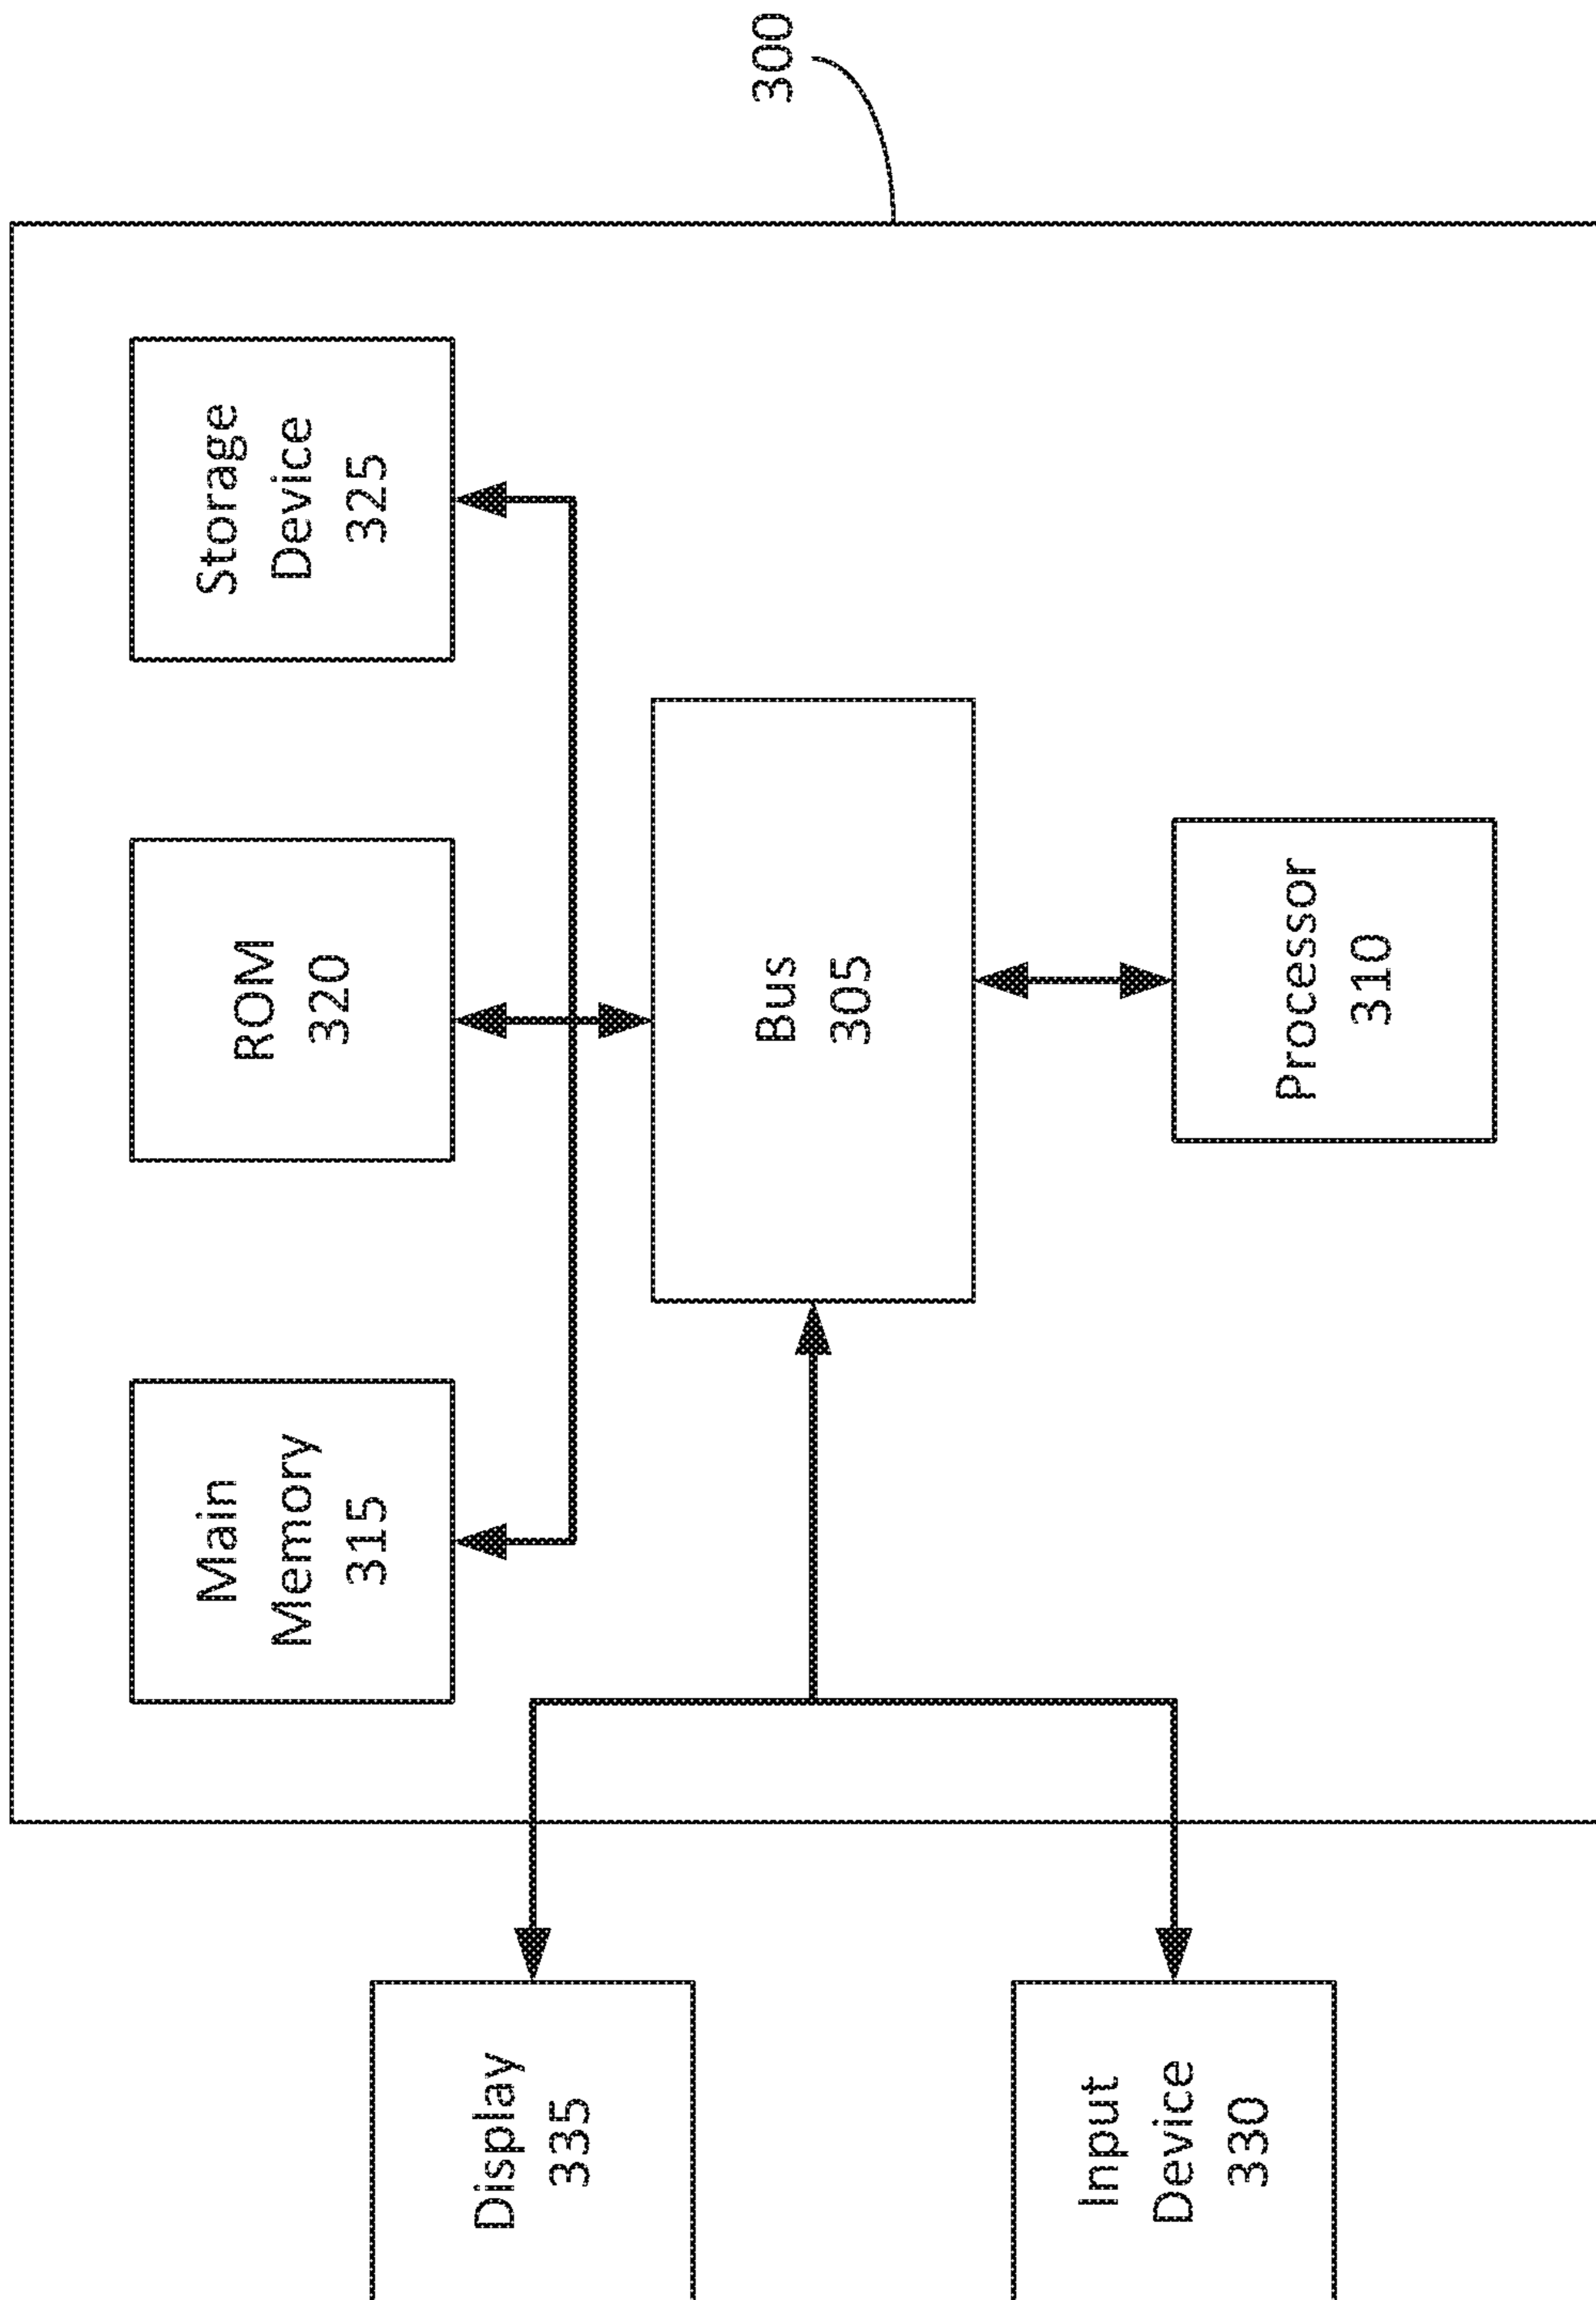 300
Main
Memory
315
ROM
320
Storage
Device
325
Display
335
Bus
305
Input
Device
330
Processor
310